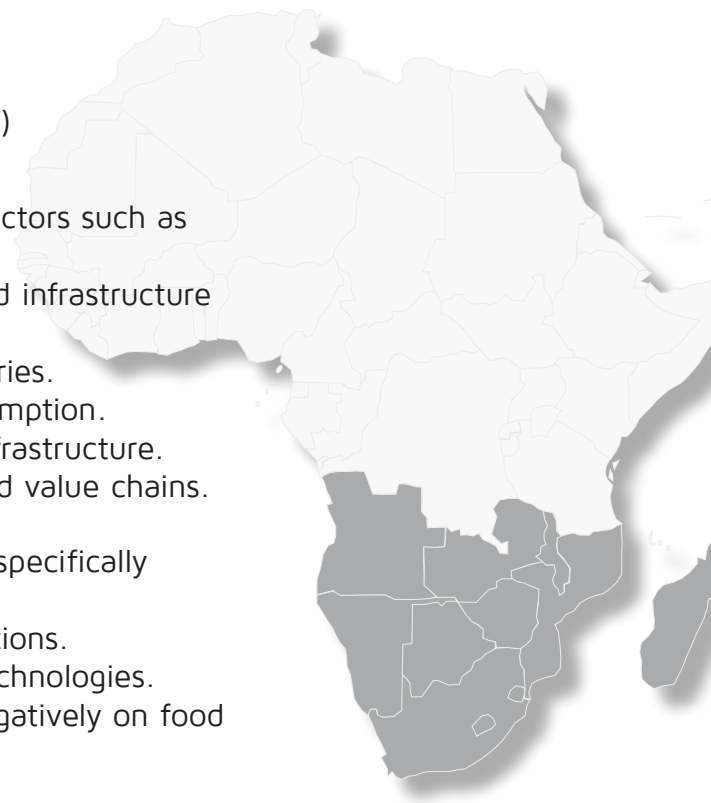 )
ctors such as
d infrastructure
ries.
mption.
frastructure.
d value chains.
specifically
tions.
chnologies.
gatively on food